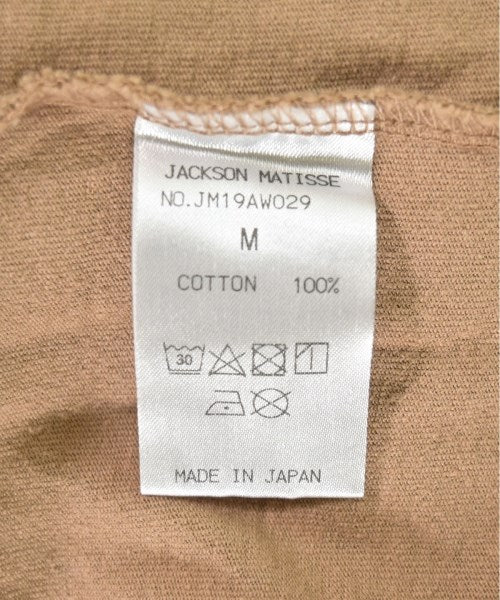 JACKSON MATISSE
NO.JM19AW029
M
COTTON 100%
30
MADE IN JAPAN